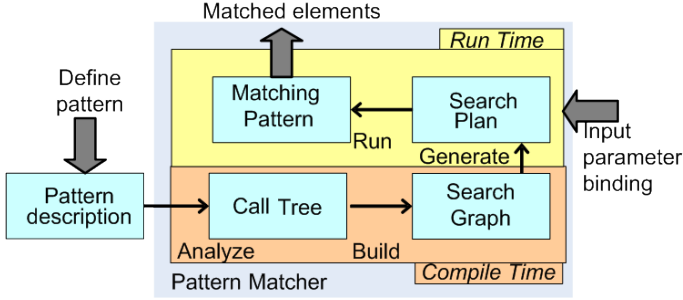 Matched elements
Run Time
Define
pattern
Matching
Pattern
Search
Plan
Run
Input
parameter
binding
Generate
Pattern
description
Call Tree
Search
Graph
Analyze
Build
Compile Time
Pattern Matcher